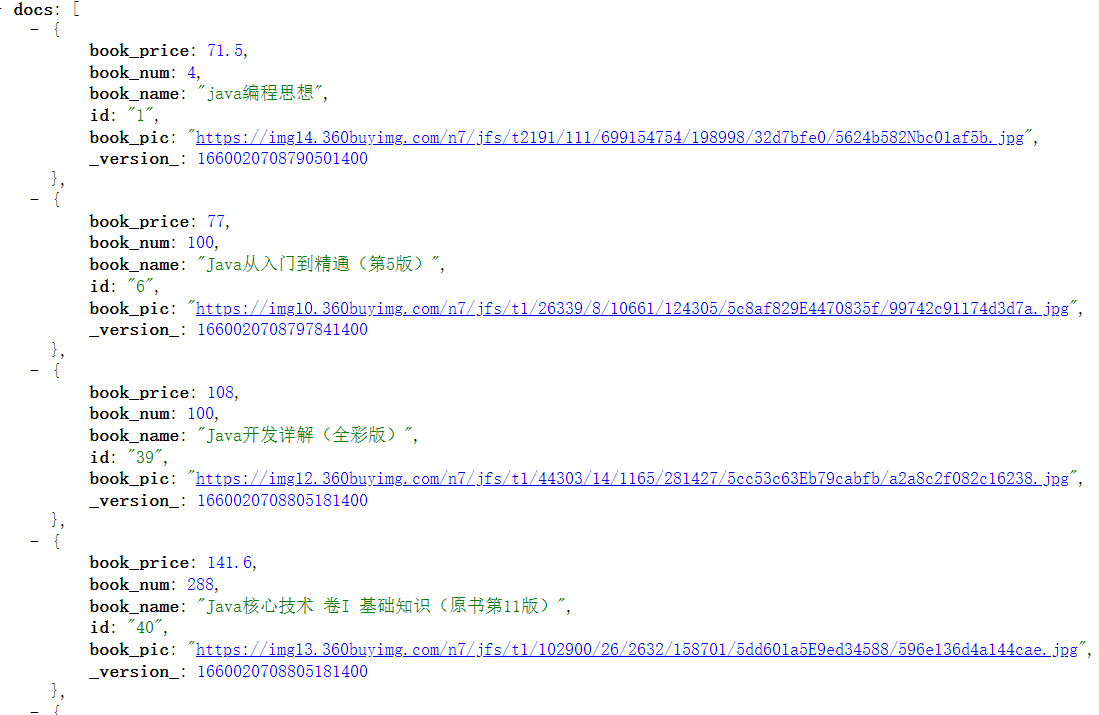 - docs: [
- {
book_price: 71.5,
book_num: 4,
book_name: "java编程思想",
id: "1",
book_pic: "https://img14.360buyimg.com/n7/jfs/t2191/111/699154754/198998/32d7bfe0/5624b582Nbc01af5b.jpg",
_version_: 1660020708790501400
},
- {
book_price: 77,
book_num: 100,
book_name: "Java从入门到精通（第5版）",
id: "6",
book_pic: "https://img10.360buyimg.com/n7/jfs/t1/26339/8/10661/124305/5c8af829E4470835f/99742c91174d3d7a.jpg",
_version_: 1660020708797841400
},
- {
book_price: 108,
book_num: 100,
book_name: "Java开发详解（全彩版）",
id: "39",
book_pic: "https://img12.360buyimg.com/n7/jfs/t1/44303/14/1165/281427/5cc53c63Eb79cabfb/a2a8c2f082c16238.jpg",
_version_: 1660020708805181400
},
- {
book_price: 141.6,
book_num: 288,
book_name: "Java核心技术 卷I 基础知识（原书第11版）",
id: "40",
book_pic: "https://img13.360buyimg.com/n7/jfs/t1/102900/26/2632/158701/5dd601a5E9ed34588/596e136d4a144cae.jpg",
_version_: 1660020708805181400
},
- {